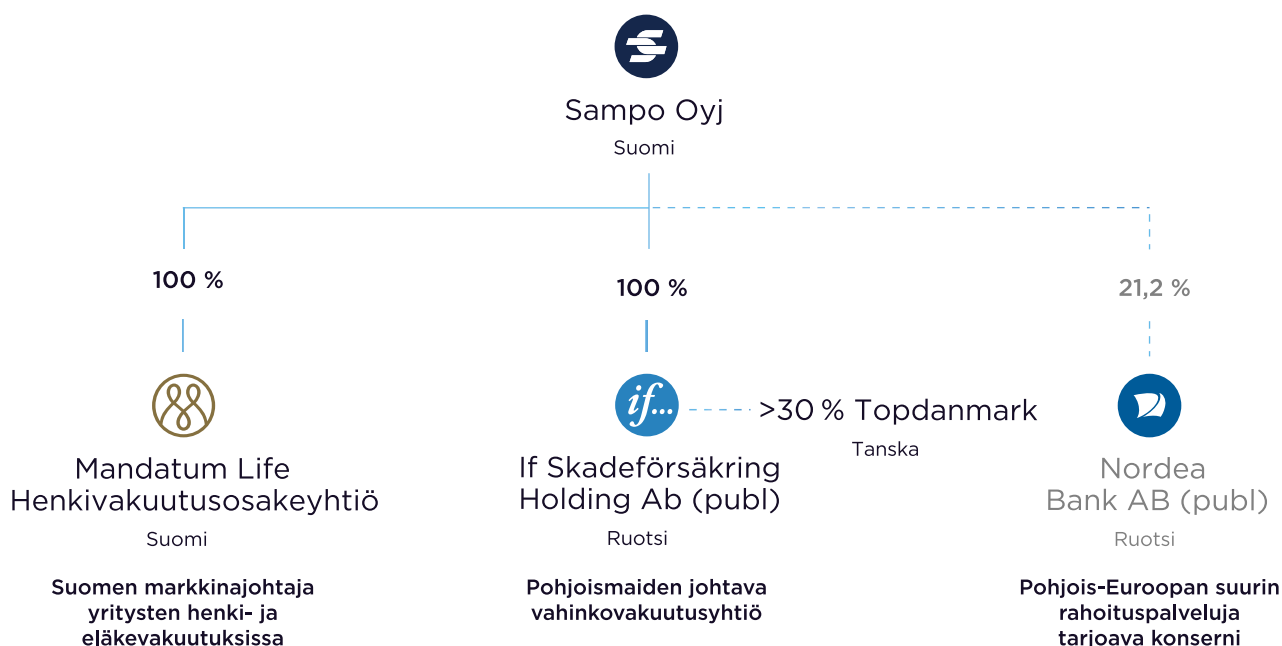 Sampo Oyj
Suomi
100 %
100 %
21,2 %
if...
>30 % Topdanmark
Tanska
Mandatum Life
Henkivakuutusosakeyhtiö
Suomi
Suomen markkinajohtaja
yritysten henki- ja
eläkevakuutuksissa
If Skadeförsäkring
Holding Ab (publ)
Ruotsi
Pohjoismaiden johtava
vahinkovakuutusyhtiö
Nordea
Bank AB (publ)
Ruotsi
Pohjois-Euroopan suurin
rahoituspalveluja
tarjoava konserni